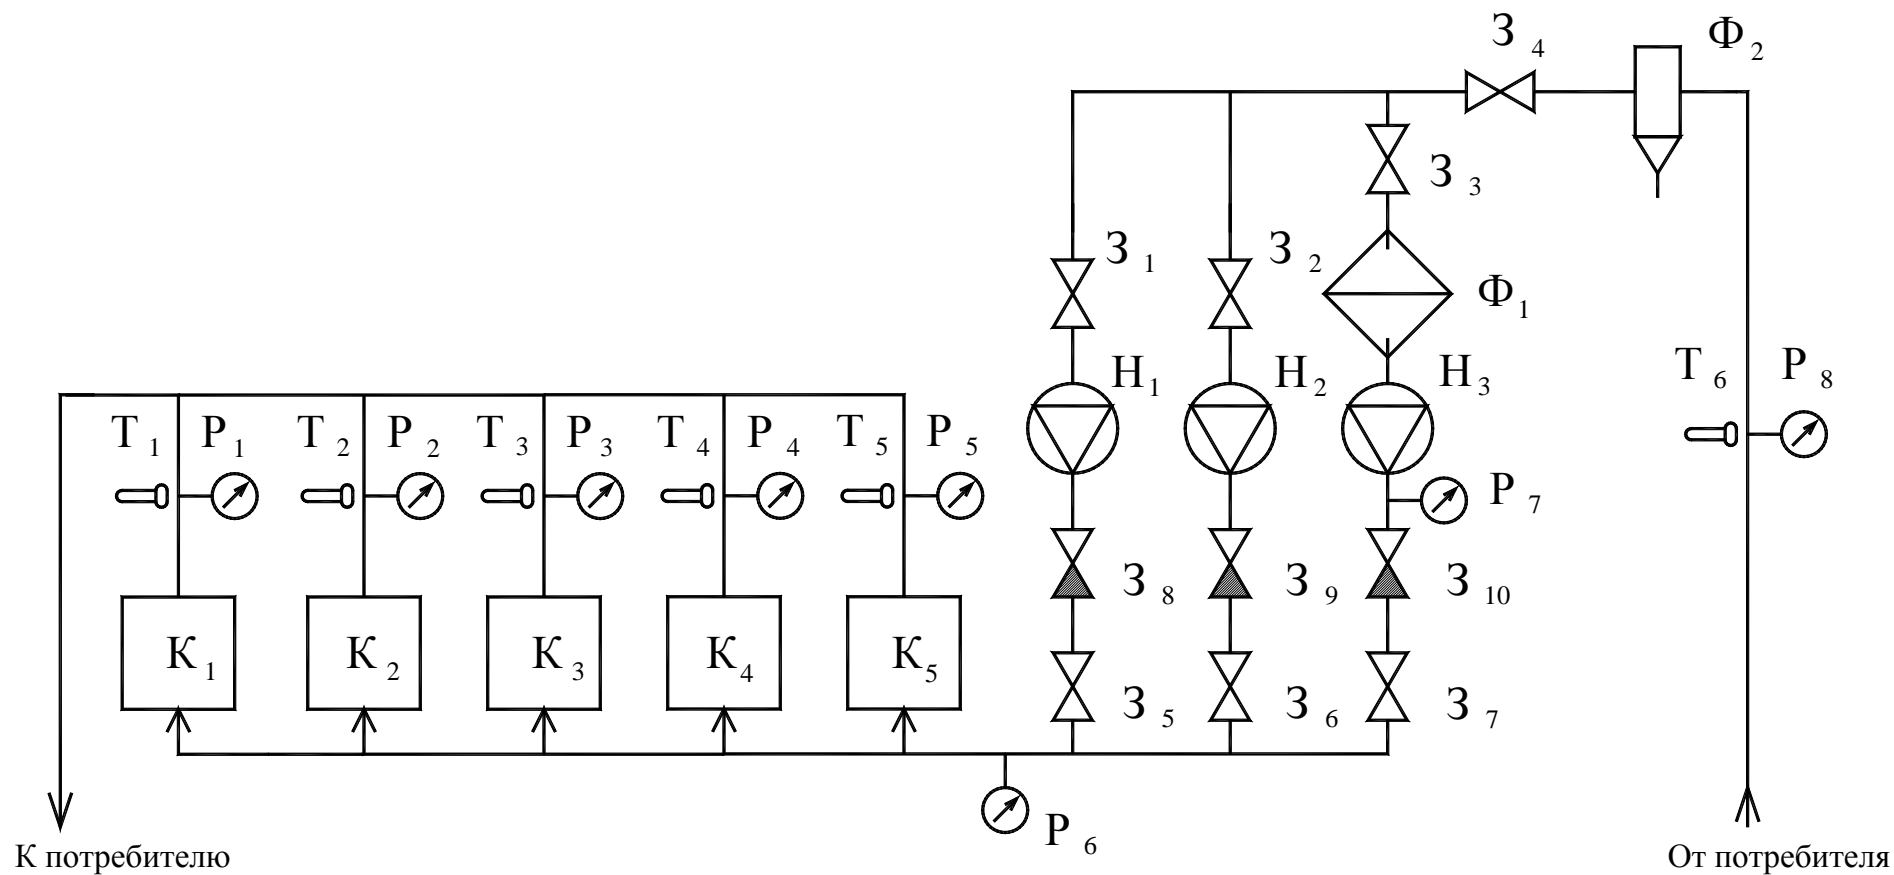 З 4
Ф 2
З 3
З 1
З 2
Ф 1
Н 1
Н 2
Н 3
Т 6
Р 8
Т 1
Р 1
Т 2
Р 2
Т 3
Р 3
Т 4
Р 4
Т 5
Р 5
Р 7
З 8
З 9
З 10
К 1
К 2
К 3
К 4
К 5
З 5
З 6
З 7
Р 6
К потребителю
От потребителя